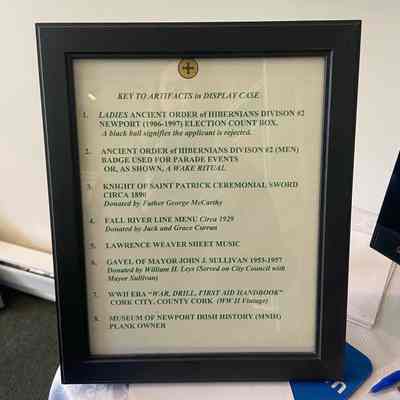 KEY TO ARTIFACTS in DISPLAY CASE
1. LADIES ANCIENT ORDER of HIBERNIANS DIVISON #2
NEWPORT (1906-1997) ELECTION COUNT BOX.
A black ball signifies the applicant is rejected.
2. ANCIENT ORDER of HIBERNIANS DIVISON #2 (MEN)
BADGE USED FOR PARADE EVENTS
OR, AS SHOWN, A WAKE RITUAL
3. KNIGHT OF SAINT PATRICK CEREMONIAL SWORD
CIRCA 1890
Donated by Father George McCarthy
4. FALL RIVER LINE MENU Circa 1929
Donated by Jack and Grace Curran
5. LAWRENCE WEAVER SHEET MUSIC
6. GAVEL OF MAYOR JOHN J. SULLIVAN 1953-1957
Donated by William H. Leys (Served on City Council with
Mayor Sullivan)
7. WWII ERA "WAR, DRILL, FIRST AID HANDBOOK"
CORK CITY, COUNTY CORK (WW II Vintage)
8. MUSEUM OF NEWPORT IRISH HISTORY (MNIH)
PLANK OWNER